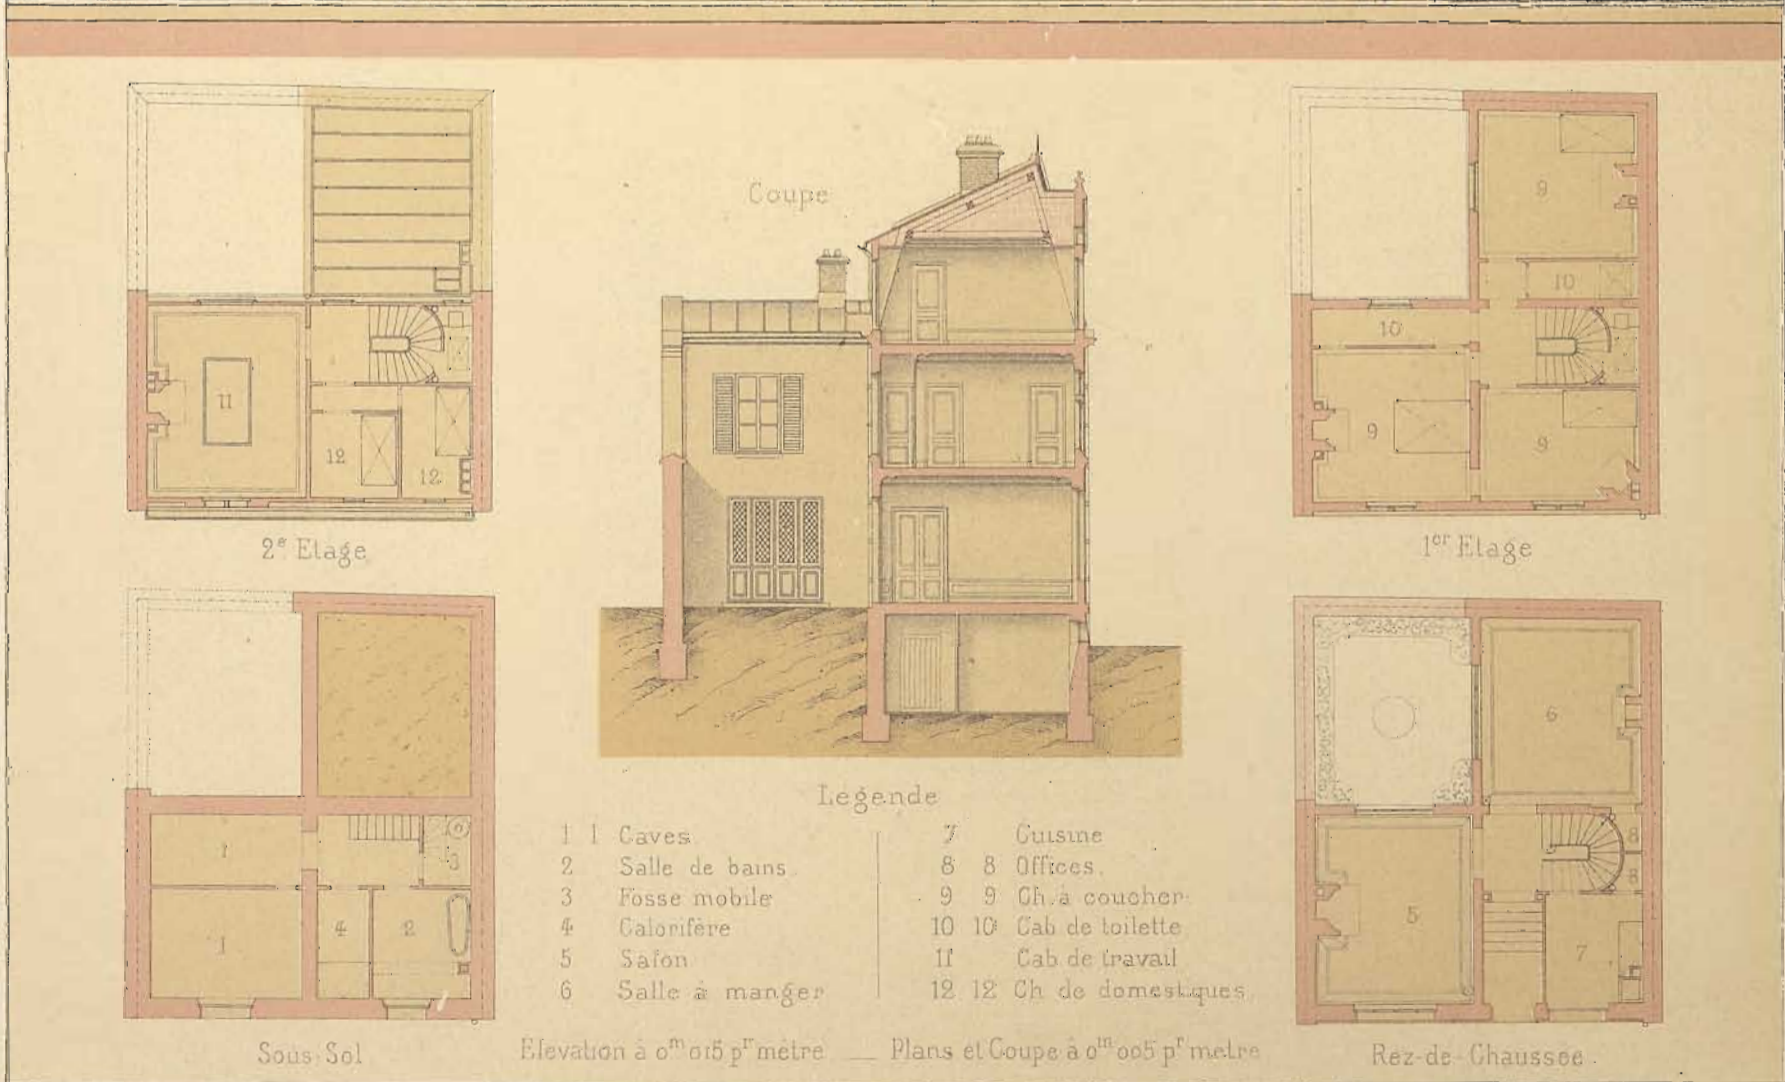 Coupe
9
10
10
9
9
1er Etage
11
12
12
2e Etage
1
3
1
4
2
Sous-Sol
6
8
8
5
7
Rez-de-Chaussée
Légende
1 1 Caves
2 Salle de bains
3 Fosse mobile
4 Calorifère
5 Salon
6 Salle à manger
7 Cuisine
8 8 Offices
9 9 Ch. à coucher
10 10 Cab de toilette
11 Cab de travail
12 12 Ch de domestiques
Elevation à 0m 015 pr mètre — Plans et Coupe à 0m 005 pr mètre